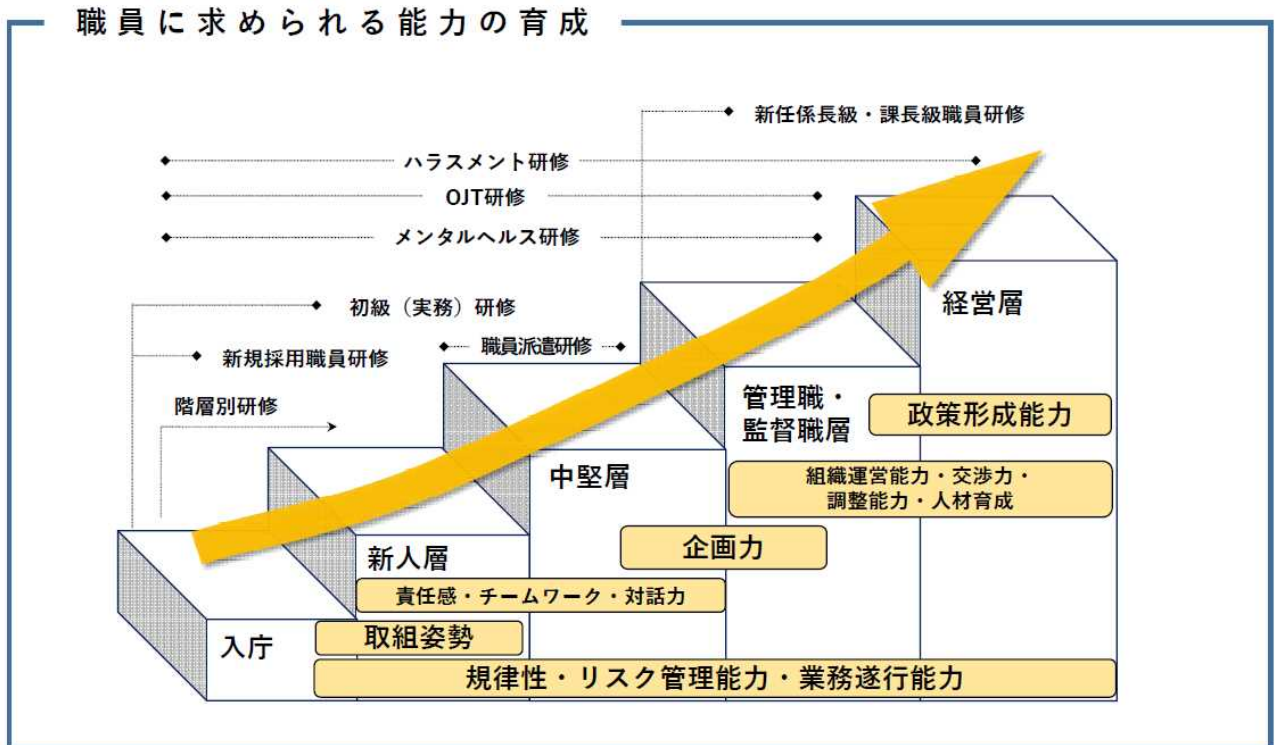 職員に求められる能力の育成
新任係長級・課長級職員研修
ハラスメント研修
OJT研修
メンタルヘルス研修
初級（実務）研修
職員派遣研修
新規採用職員研修
階層別研修
経営層
管理職・
監督職層
政策形成能力
中堅層
組織運営能力・交渉力・
調整能力・人材育成
企画力
新人層
責任感・チームワーク・対話力
入庁
取組姿勢
規律性・リスク管理能力・業務遂行能力